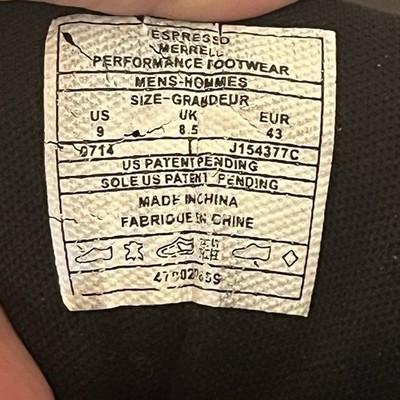 ESPRESSO
MERRELL
PERFORMANCE FOOTWEAR
MENS-HOMMES
SIZE-GRANDEUR
US UK EUR
9 8.5 43
0714 J154377C
US PATENT PENDING
SOLE US PATENT PENDING
MADE IN CHINA
FABRIQUE EN CHINE